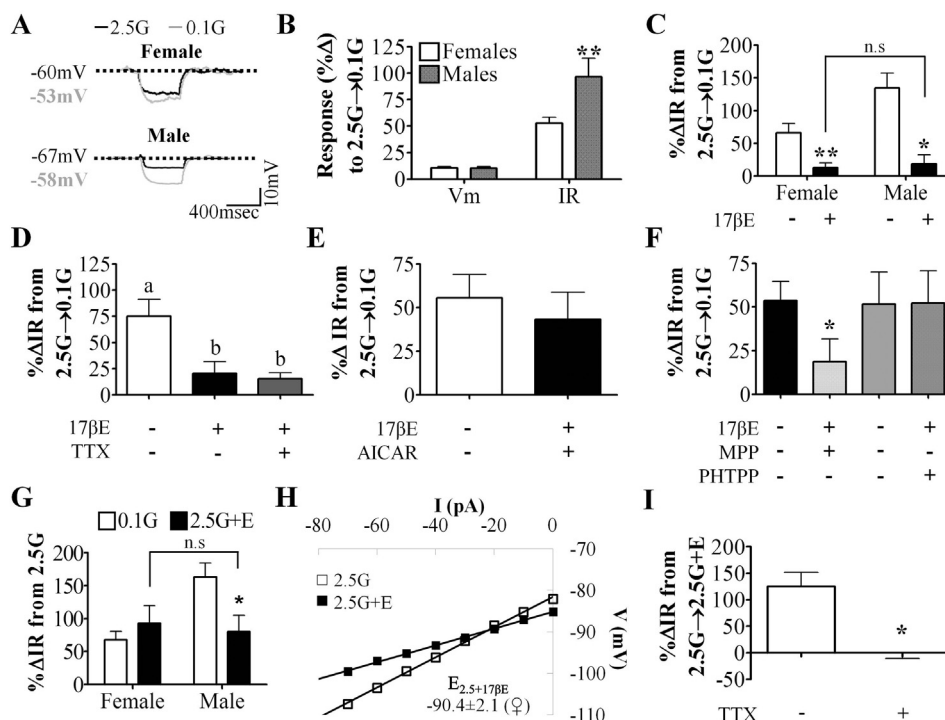 A
2.5G 0.1G
Female
-60mV
-53mV
Male
-67mV
-58mV
10mV
400msec
B
Response (%Δ)
to 2.5G→0.1G
125
100
75
50
25
0
Females
Males
**
Vm IR
C
%ΔIR from
2.5G→0.1G
200
150
100
50
0
n.s
** *
Female Male
17βE - + - +
D
%ΔIR from
2.5G→0.1G
125
100
75
50
25
0
a
b
b
17βE - + +
TTX - - +
E
%Δ IR from
2.5G→0.1G
75
50
25
0
17βE - +
AICAR - +
F
%ΔIR from
2.5G→0.1G
75
50
25
0
*
17βE - + - +
MPP - + - -
PHTPP - - - +
G
0.1G 2.5G+E
%ΔIR from 2.5G
200
150
100
50
0
n.s
*
Female Male
H
I (pA)
-80 -60 -40 -20 0
2.5G
2.5G+E
-70
-80
-90
-100
-110
V (mV)
E2.5+17βE
-90.4±2.1 (♀)
I
%ΔIR from
2.5G→2.5G+E
200
150
100
50
0
-50
*
TTX - +